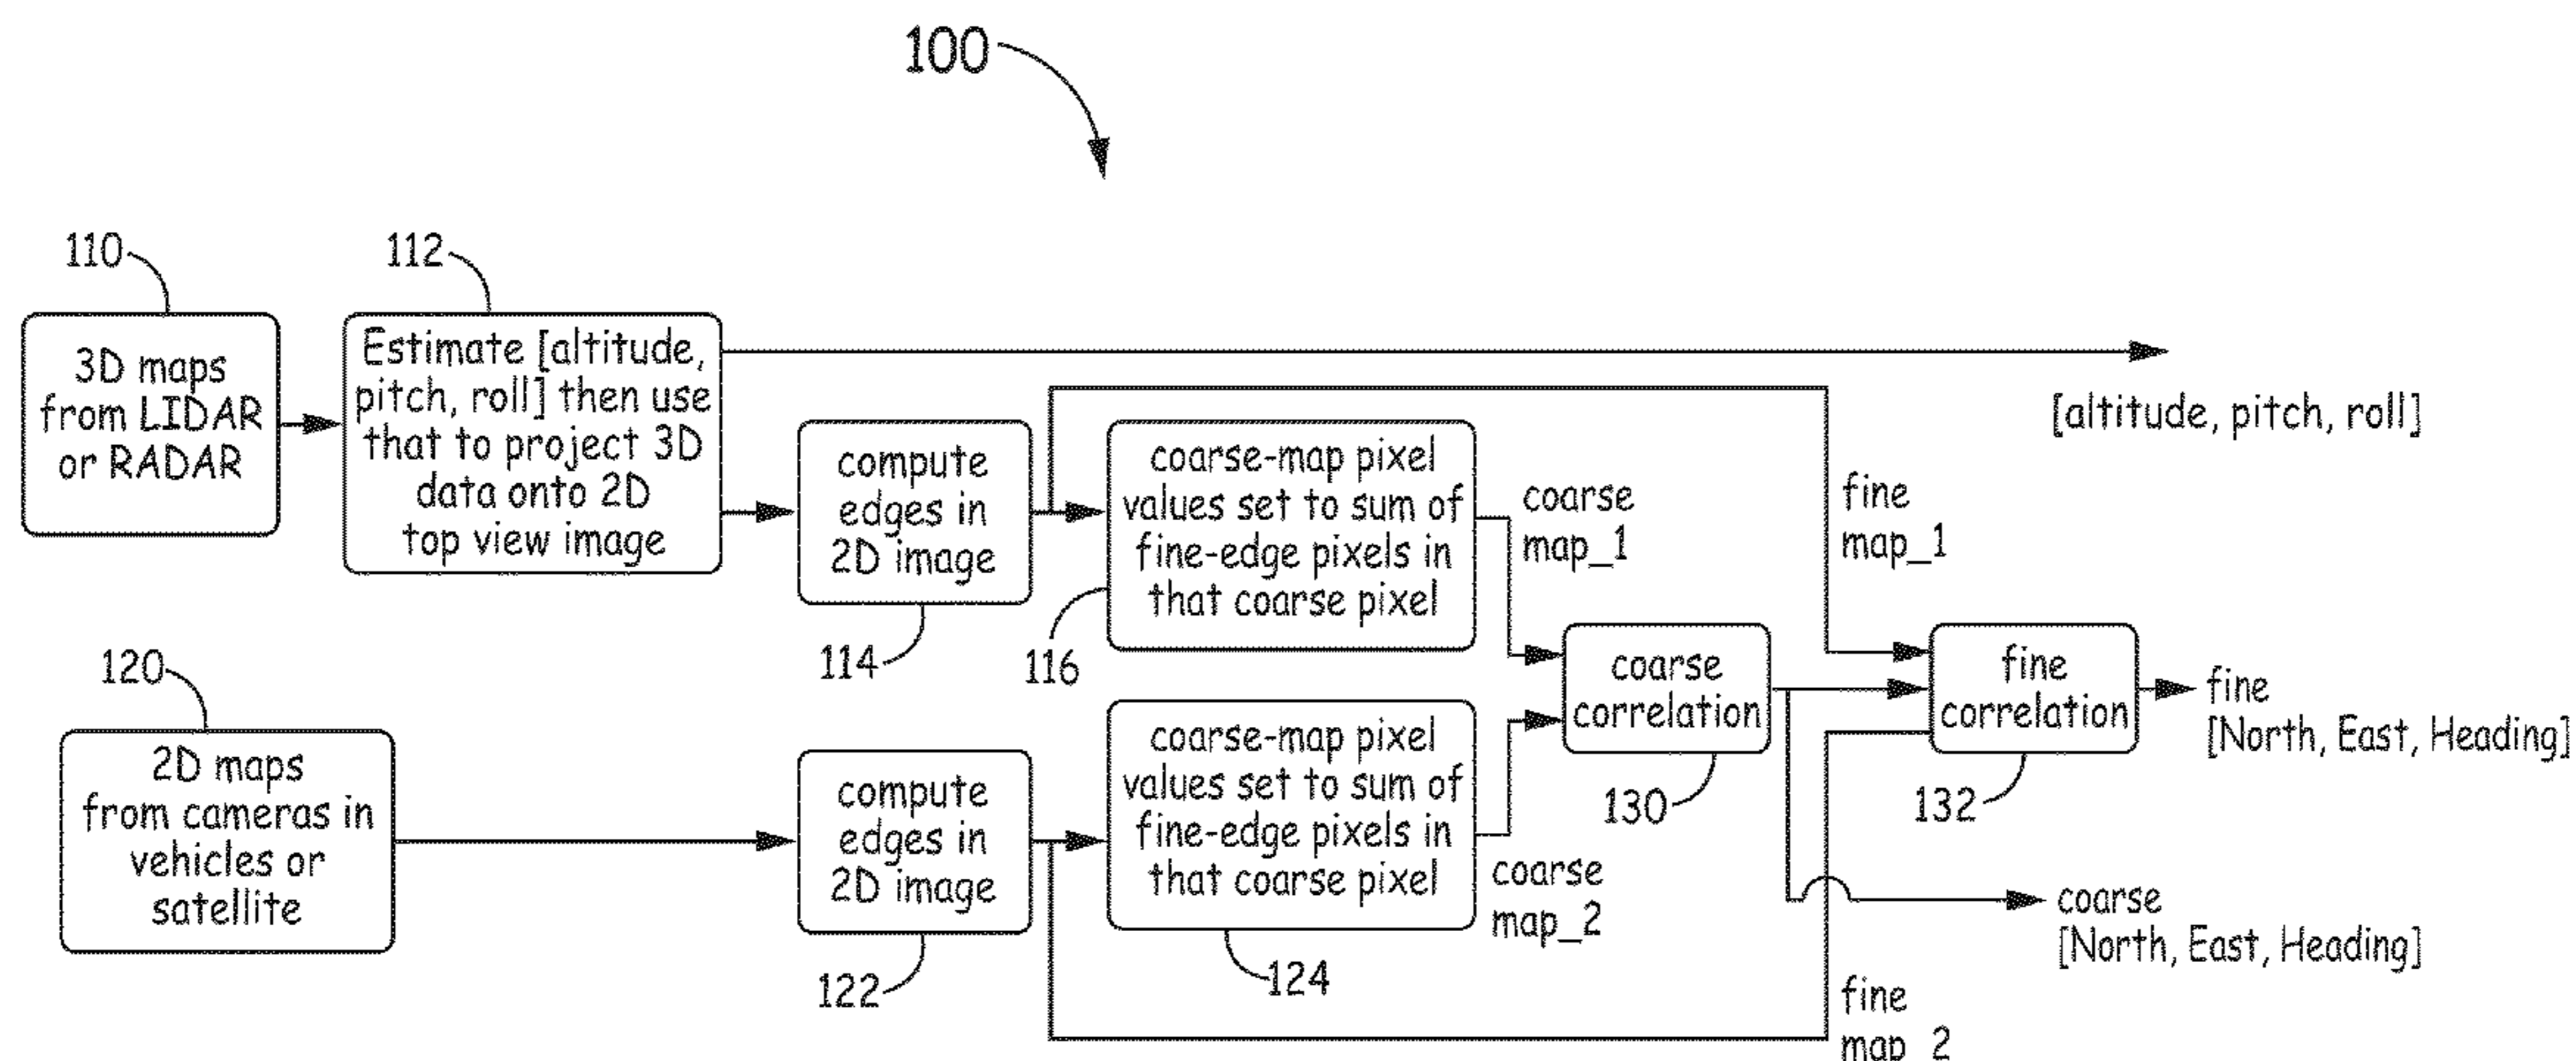 100
110
112
3D maps
from LIDAR
or RADAR
Estimate [altitude,
pitch, roll] then use
that to project 3D
data onto 2D
top view image
[altitude, pitch, roll]
compute
edges in
2D image
114
coarse-map pixel
values set to sum of
fine-edge pixels in
that coarse pixel
116
coarse
map_1
fine
map_1
120
2D maps
from cameras in
vehicles or
satellite
compute
edges in
2D image
122
coarse-map pixel
values set to sum of
fine-edge pixels in
that coarse pixel
124
coarse
map_2
coarse
correlation
130
fine
correlation
132
fine
[North, East, Heading]
coarse
[North, East, Heading]
fine
map_2